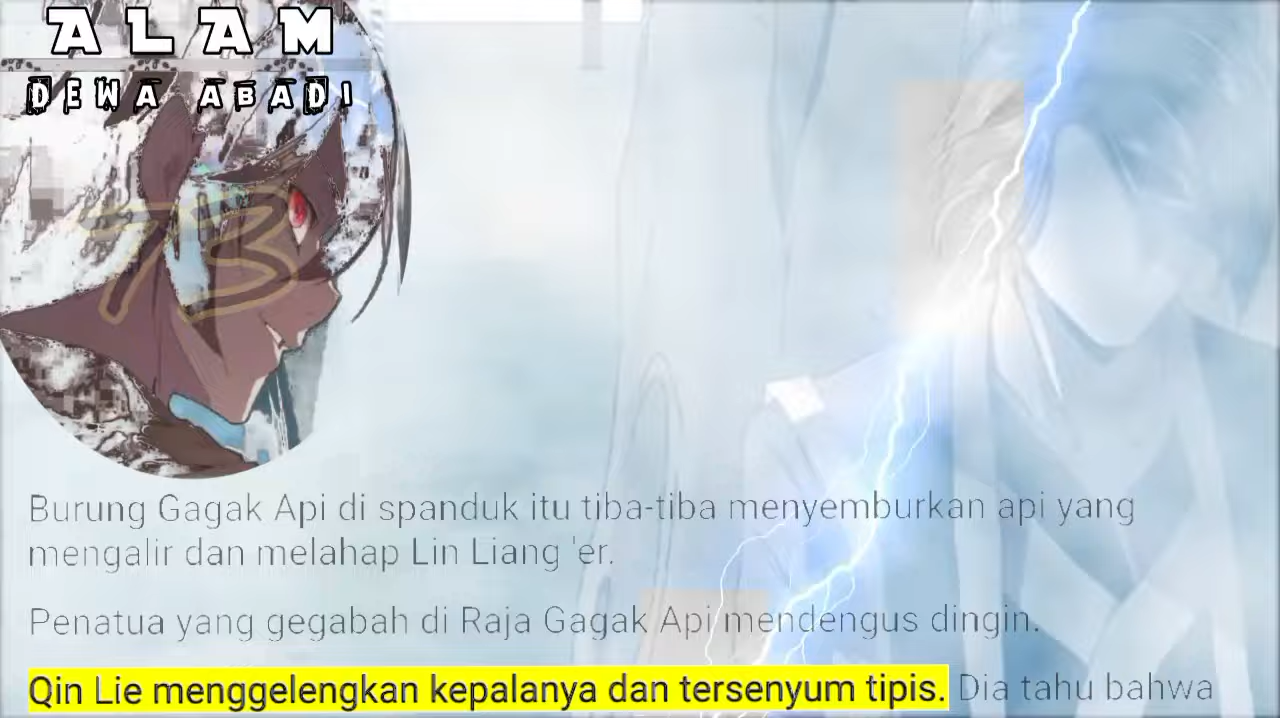 ALAM
DEWA ABADI
Burung Gagak Api di spanduk itu tiba-tiba menyemburkan api yang
mengalir dan melahap Lin Liang 'er.
Penatua yang gegabah di Raja Gagak Api mendengus dingin.
Qin Lie menggelengkan kepalanya dan tersenyum tipis. Dia tahu bahwa